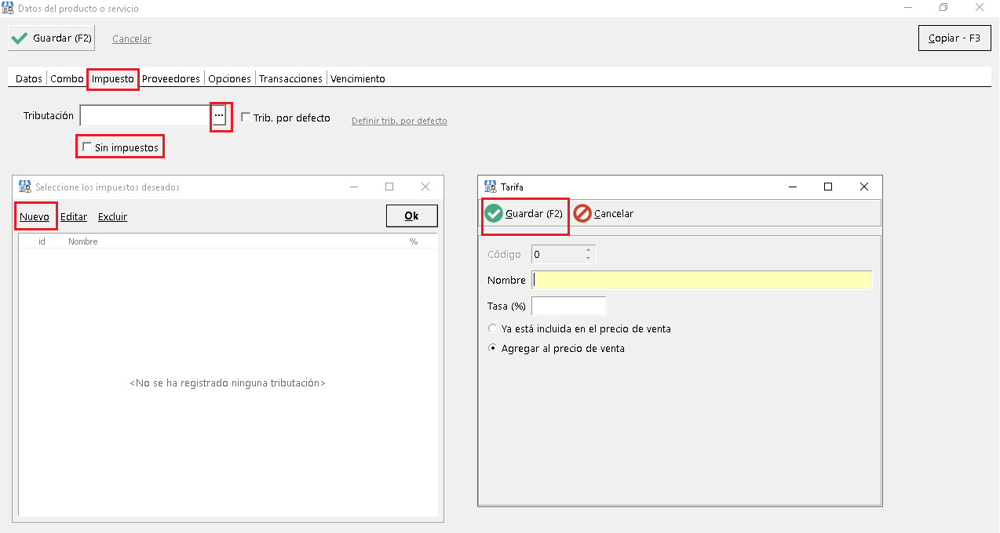 Datos del producto o servicio
Guardar (F2) Cancelar Copiar - F3
Datos Combo Impuesto Proveedores Opciones Transacciones Vencimiento
Tributación ... Trib. por defecto Definir trib. por defecto
Sin impuestos
Seleccione los impuestos deseados
Nuevo Editar Excluir Ok
id Nombre %
<No se ha registrado ninguna tributación>
Tarifa
Guardar (F2) Cancelar
Código 0
Nombre
Tasa (%)
Ya está incluida en el precio de venta
Agregar al precio de venta